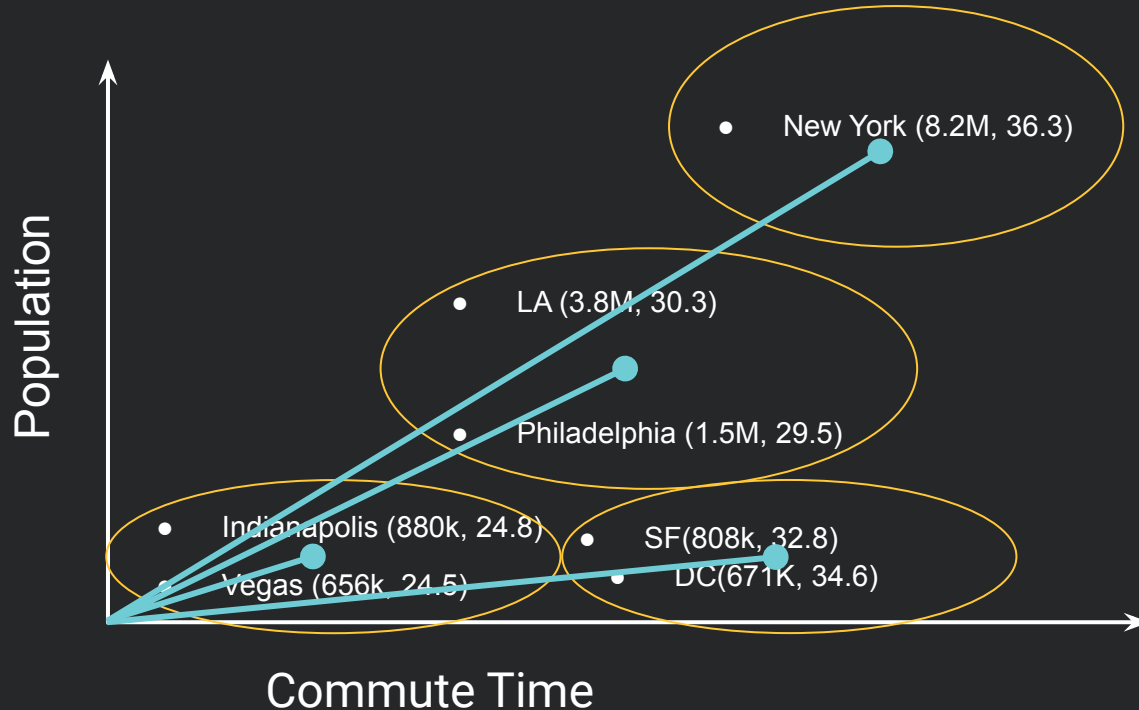 New York (8.2M, 36.3)
Population
LA (3.8M, 30.3)
Philadelphia (1.5M, 29.5)
Indianapolis (880k, 24.8)
SF(808k, 32.8)
DC(671K, 34.6)
Vegas (656k, 24.5)
Commute Time